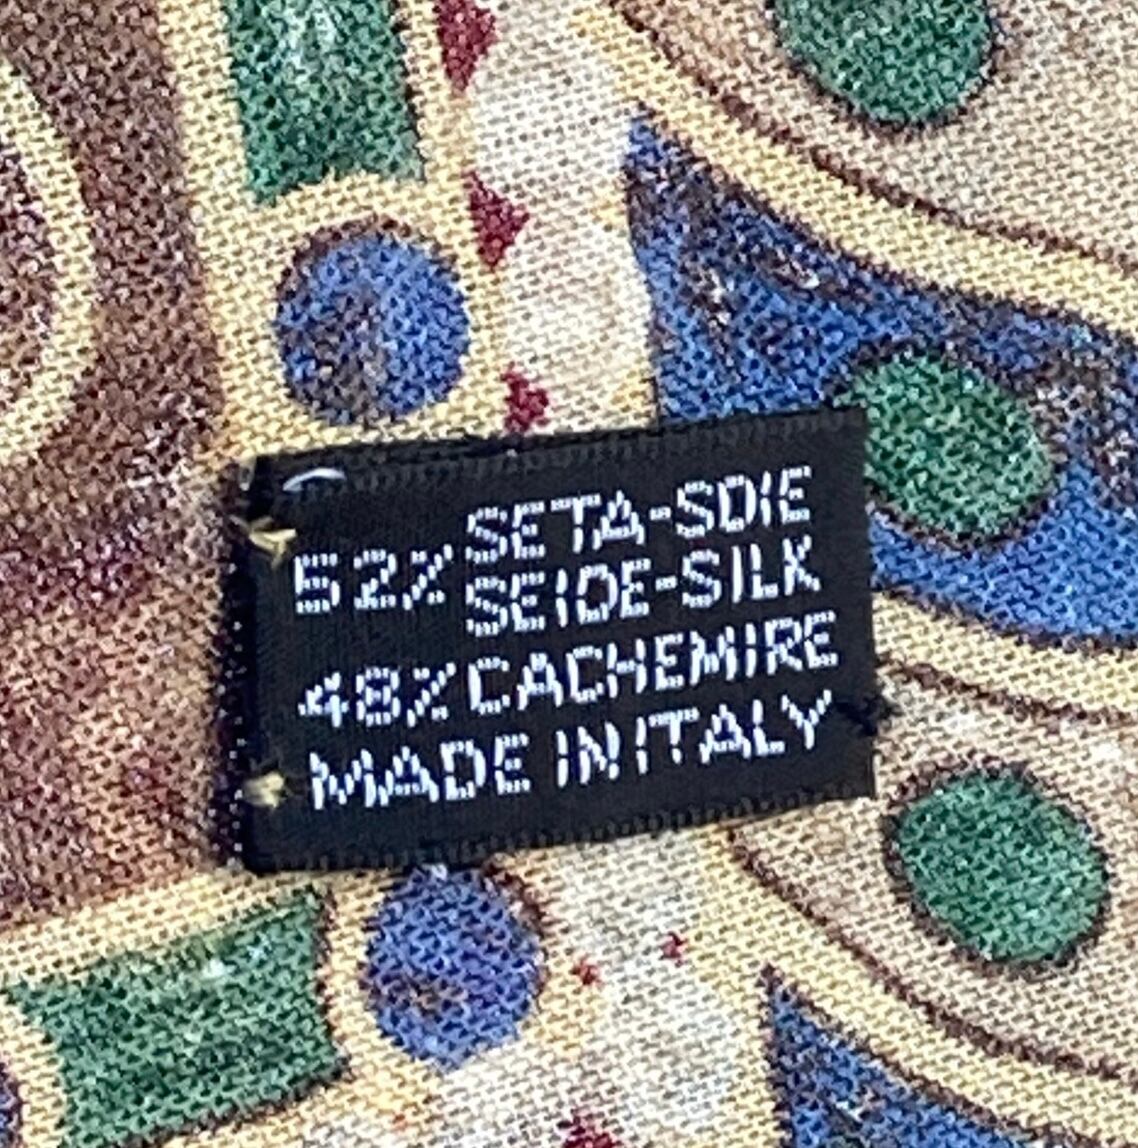 52% SETA-SDIE
SEIDE-SILK
48% CACHEMIRE
MADE IN ITALY